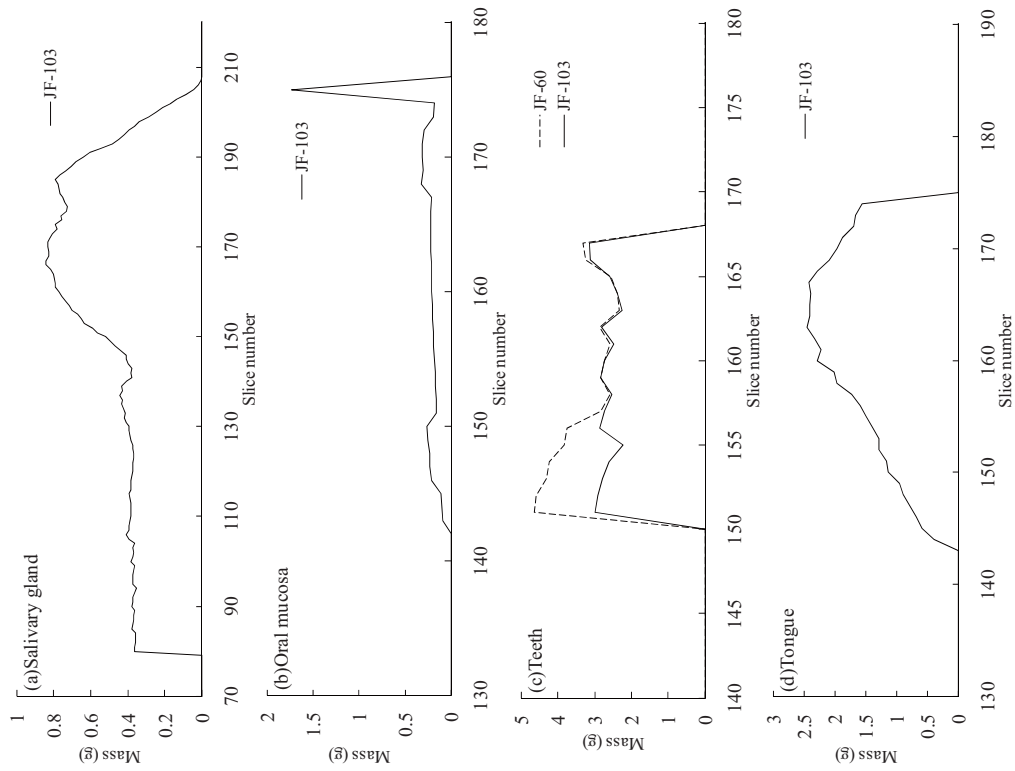 (a)Salivary gland
JF-103
Mass (g)
1
0.8
0.6
0.4
0.2
0
70 90 110 130 150 170 190 210
Slice number
(b)Oral mucosa
JF-103
Mass (g)
2
1.5
1
0.5
0
130 140 150 160 170 180
Slice number
(c)Teeth
JF-60
JF-103
Mass (g)
5
4
3
2
1
0
140 145 150 155 160 165 170 175 180
Slice number
(d)Tongue
JF-103
Mass (g)
3
2.5
2
1.5
1
0.5
0
130 140 150 160 170 180 190
Slice number